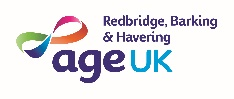 Redbridge, Barking
& Havering
age UK